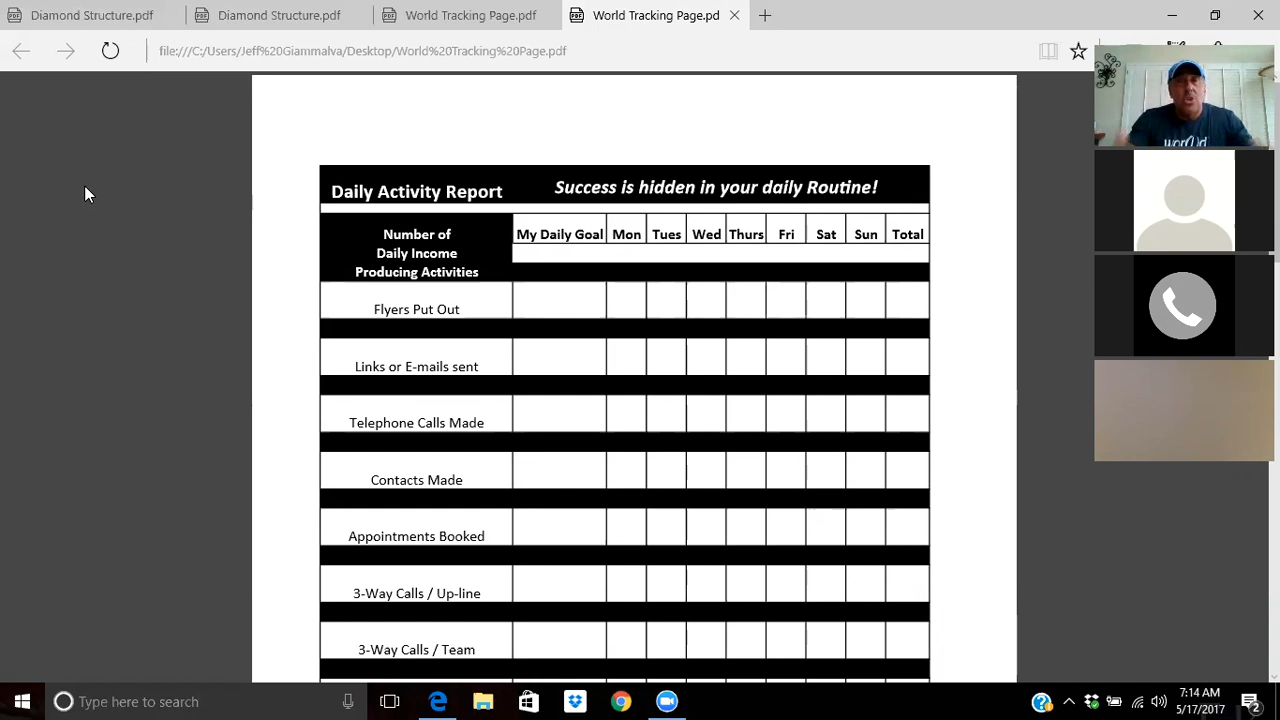 Diamond Structure.pdf
Diamond Structure.pdf
World Tracking Page.pdf
World Tracking Page.pd
file:///C:/Users/Jeff%20Giammalva/Desktop/World%20Tracking%20Page.pdf
Daily Activity Report
Success is hidden in your daily Routine!
Number of
Daily Income
Producing Activities
My Daily Goal Mon Tues Wed Thurs Fri Sat Sun Total
Flyers Put Out
Links or E-mails sent
Telephone Calls Made
Contacts Made
Appointments Booked
3-Way Calls / Up-line
3-Way Calls / Team
Type here to search
7:14 AM
5/17/2017
2